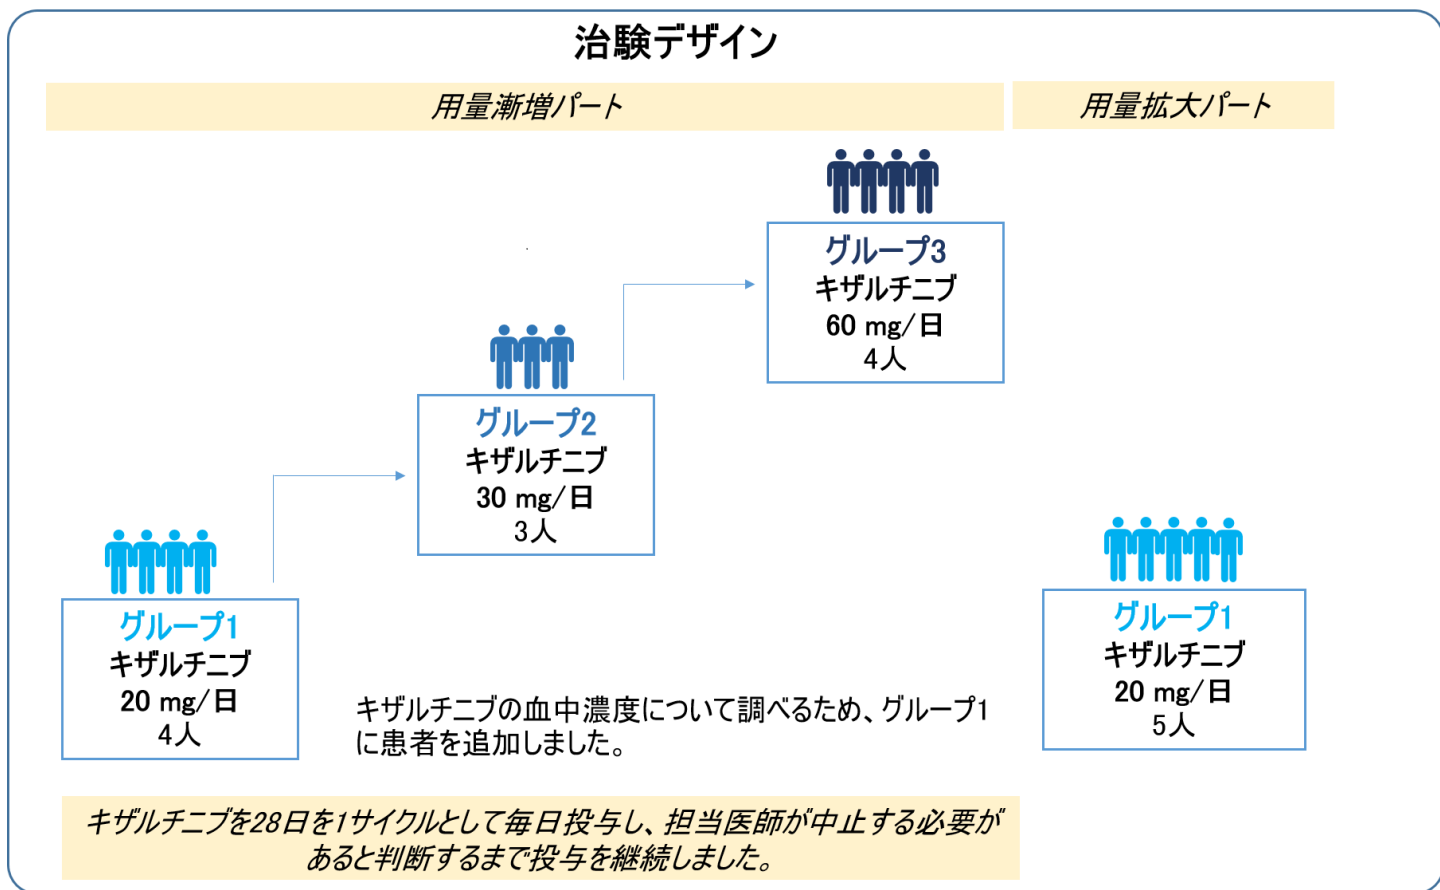 治験デザイン
用量漸増パート
用量拡大パート
グループ3
キザルチニブ
60 mg/日
4人
グループ2
キザルチニブ
30 mg/日
3人
グループ1
キザルチニブ
20 mg/日
4人
キザルチニブの血中濃度について調べるため、グループ1
に患者を追加しました。
グループ1
キザルチニブ
20 mg/日
5人
キザルチニブを28日を1サイクルとして毎日投与し、担当医師が中止する必要が
あると判断するまで投与を継続しました。